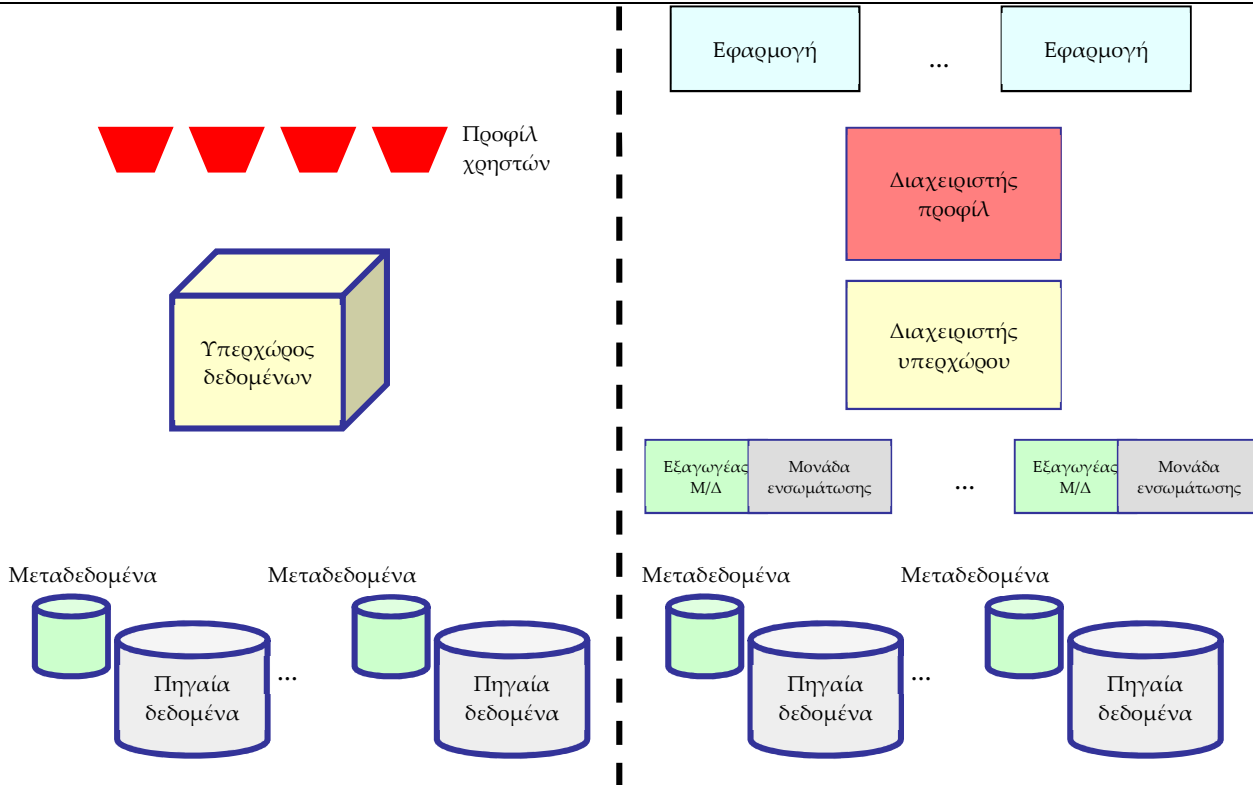 Προφίλ
χρηστών
Υπερχώρος
δεδομένων
Μεταδεδομένα
Μεταδεδομένα
Πηγαία
δεδομένα
...
Πηγαία
δεδομένα
Εφαρμογή
...
Εφαρμογή
Διαχειριστής
προφίλ
Διαχειριστής
υπερχώρου
Εξαγωγέας
Μ/Δ
Μονάδα
ενσωμάτωσης
...
Εξαγωγέας
Μ/Δ
Μονάδα
ενσωμάτωσης
Μεταδεδομένα
Μεταδεδομένα
Πηγαία
δεδομένα
...
Πηγαία
δεδομένα